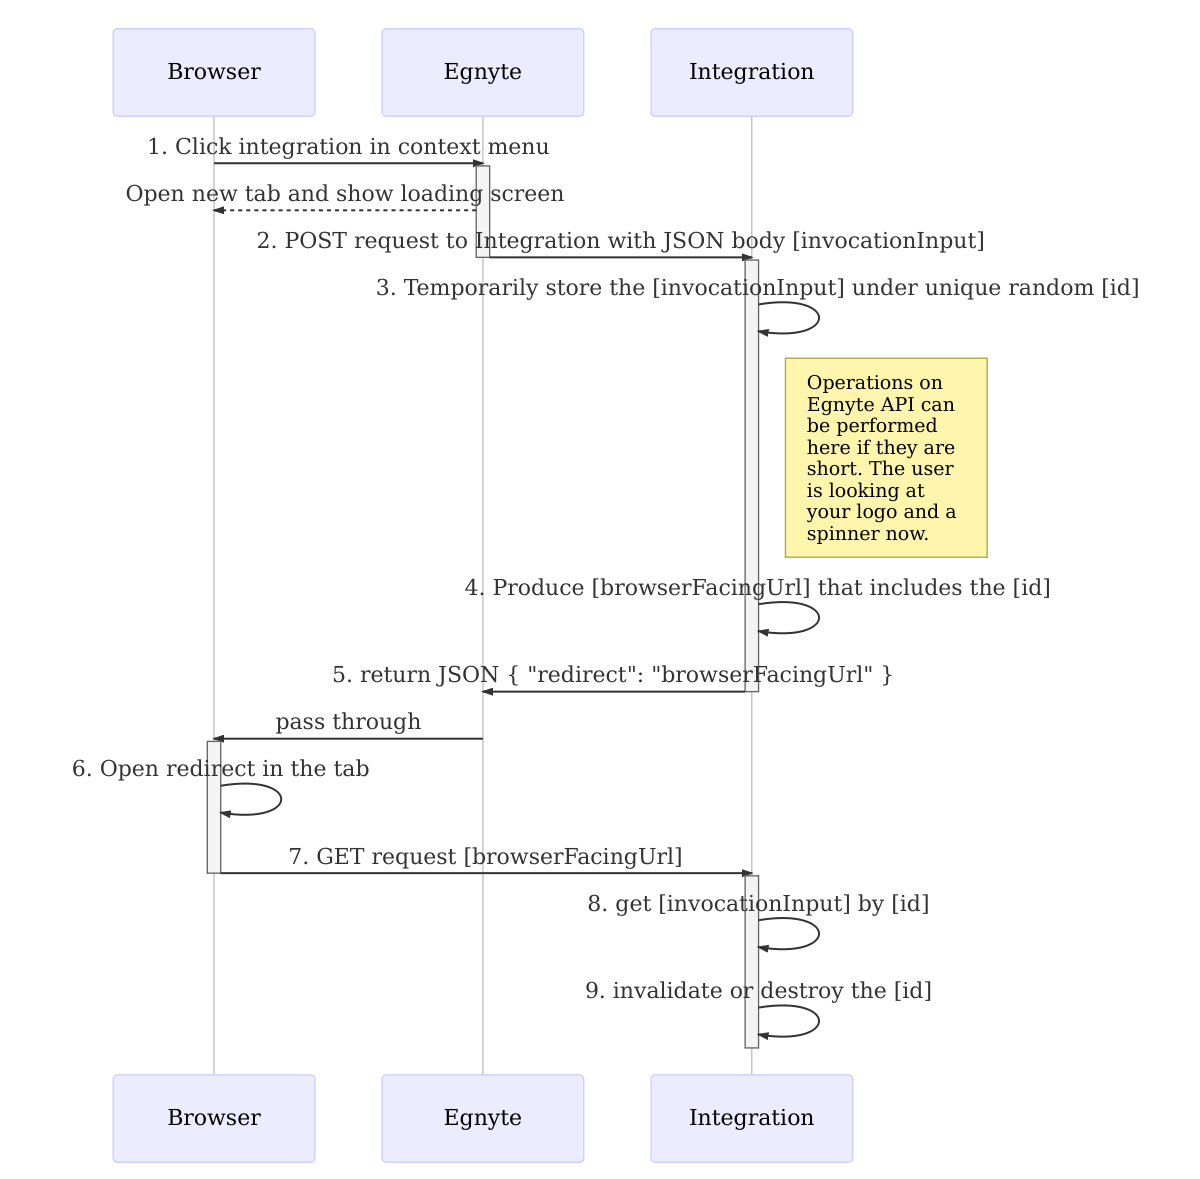 Browser
Egnyte
Integration
1. Click integration in context menu
Open new tab and show loading screen
2. POST request to Integration with JSON body [invocationInput]
3. Temporarily store the [invocationInput] under unique random [id]
Operations on
Egnyte API can
be performed
here if they are
short. The user
is looking at
your logo and a
spinner now.
4. Produce [browserFacingUrl] that includes the [id]
5. return JSON { "redirect": "browserFacingUrl" }
pass through
6. Open redirect in the tab
7. GET request [browserFacingUrl]
8. get [invocationInput] by [id]
9. invalidate or destroy the [id]
Browser
Egnyte
Integration